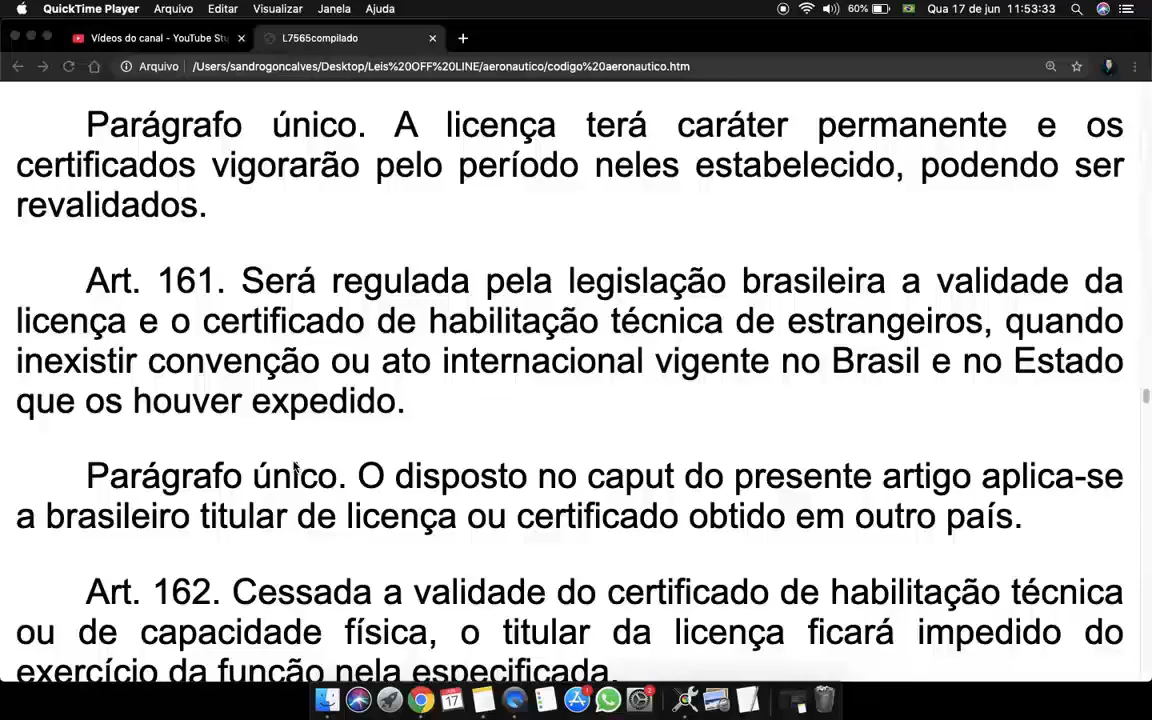 QuickTime Player Arquivo Editar Visualizar Janela Ajuda 60% Qua 17 de jun 11:53:33
Vídeos do canal - YouTube Stu L7565compilado
Arquivo /Users/sandrogoncalves/Desktop/Leis%20OFF%20LINE/aeronautico/codigo%20aeronautico.htm
Parágrafo único. A licença terá caráter permanente e os
certificados vigorarão pelo período neles estabelecido, podendo ser
revalidados.
Art. 161. Será regulada pela legislação brasileira a validade da
licença e o certificado de habilitação técnica de estrangeiros, quando
inexistir convenção ou ato internacional vigente no Brasil e no Estado
que os houver expedido.
Parágrafo único. O disposto no caput do presente artigo aplica-se
a brasileiro titular de licença ou certificado obtido em outro país.
Art. 162. Cessada a validade do certificado de habilitação técnica
ou de capacidade física, o titular da licença ficará impedido do
exercício da função nela especificada.